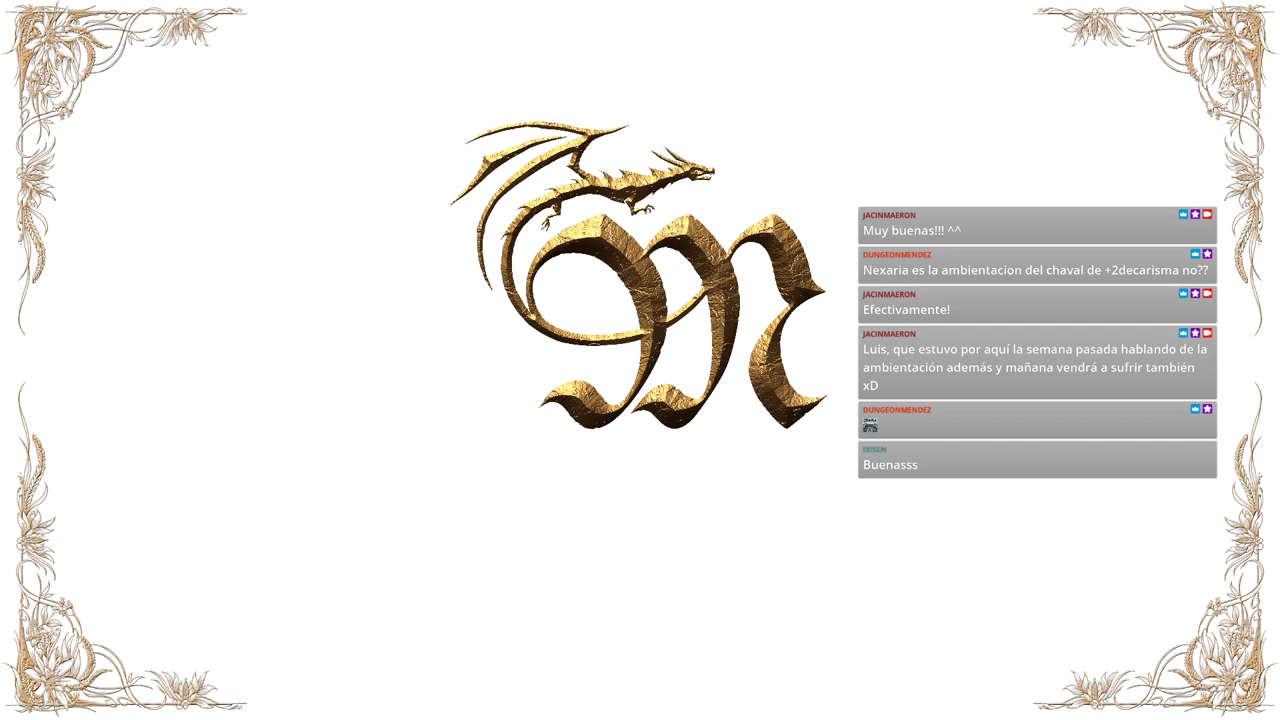 M
JACINMAERON
Muy buenas!!! ^^
DUNGEONMENDEZ
Nexaria es la ambientacion del chaval de +2decarisma no??
JACINMAERON
Efectivamente!
JACINMAERON
Luis, que estuvo por aquí la semana pasada hablando de la
ambientación además y mañana vendrá a sufrir también
xD
DUNGEONMENDEZ
Buenasss